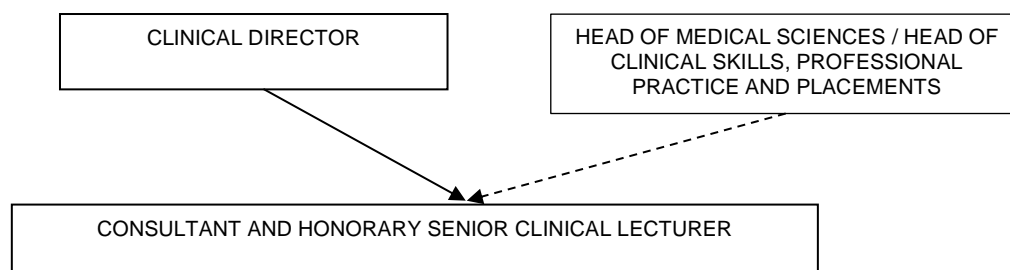 CLINICAL DIRECTOR
HEAD OF MEDICAL SCIENCES / HEAD OF
CLINICAL SKILLS, PROFESSIONAL
PRACTICE AND PLACEMENTS
CONSULTANT AND HONORARY SENIOR CLINICAL LECTURER